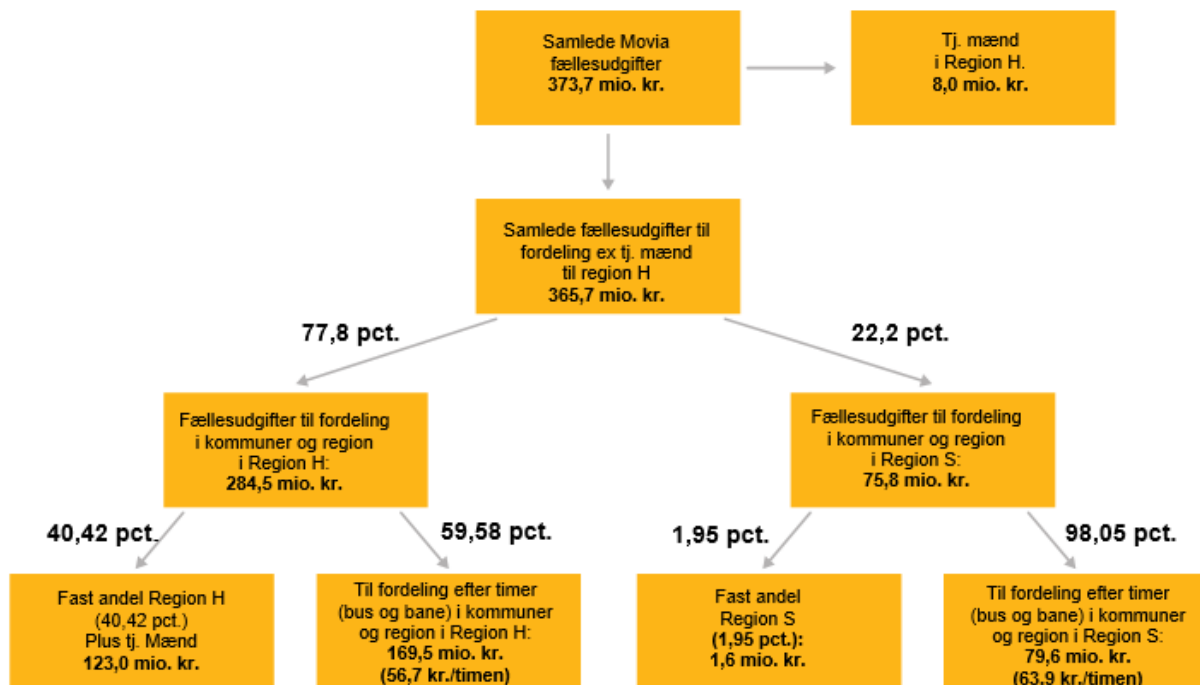 Samlede Movia
fællesudgifter
373,7 mio. kr.
Tj. mænd
i Region H.
8,0 mio. kr.
Samlede fællesudgifter til
fordeling ex tj. mænd
til region H
365,7 mio. kr.
77,8 pct.
22,2 pct.
Fællesudgifter til fordeling
i kommuner og region
i Region H:
284,5 mio. kr.
Fællesudgifter til fordeling
i kommuner og region
i Region S:
75,8 mio. kr.
40,42 pct.
59,58 pct.
1,95 pct.
98,05 pct.
Fast andel Region H
(40,42 pct.)
Plus tj. Mænd
123,0 mio. kr.
Til fordeling efter timer
(bus og bane) i kommuner
og region i Region H:
169,5 mio. kr.
(56,7 kr./timen)
Fast andel
Region S
(1,95 pct.):
1,6 mio. kr.
Til fordeling efter timer
(bus og bane) i kommuner
og region i Region S:
79,6 mio. kr.
(63,9 kr./timen)